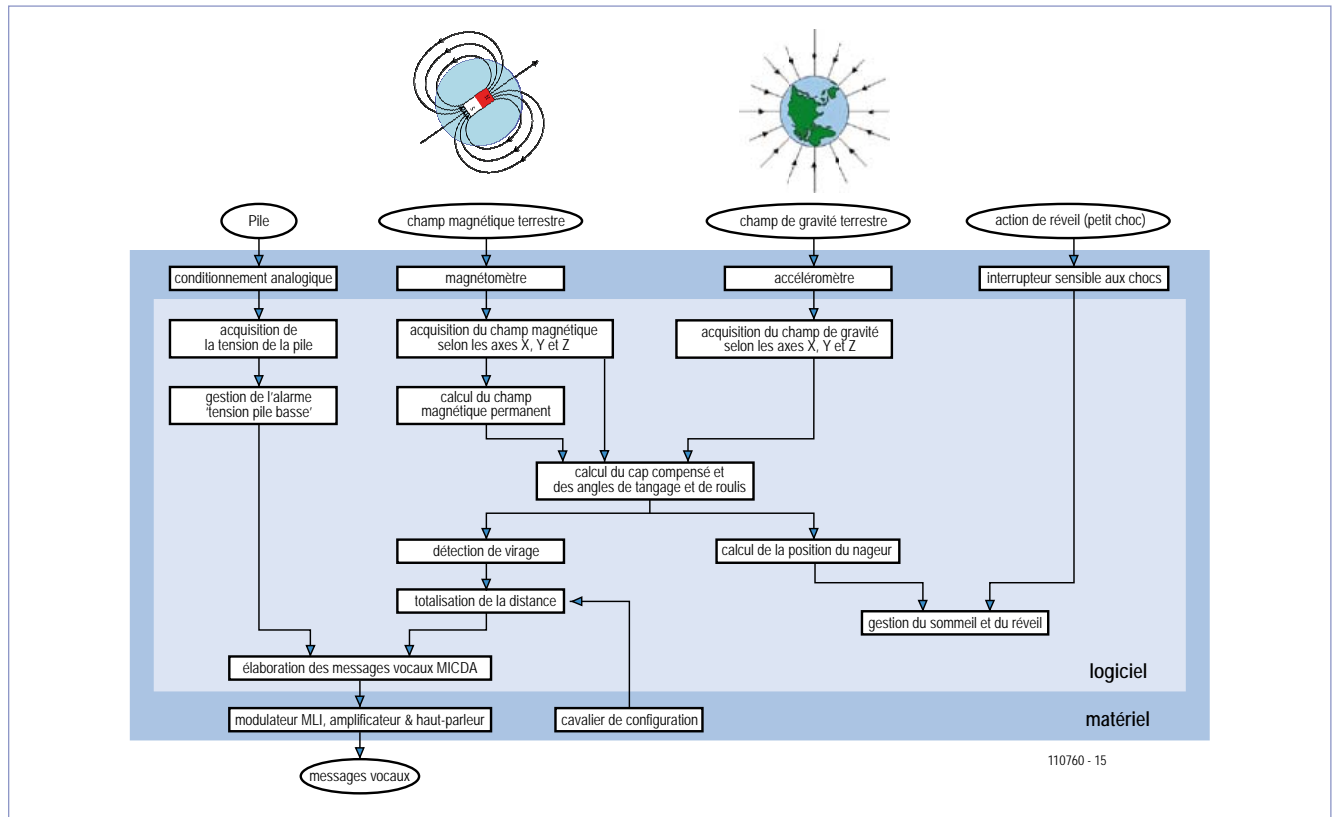 Pile
champ magnétique terrestre
champ de gravité terrestre
action de réveil (petit choc)
conditionnement analogique
magnétomètre
accéléromètre
interrupteur sensible aux chocs
acquisition de
la tension de la pile
acquisition du champ magnétique
selon les axes X, Y et Z
acquisition du champ de gravité
selon les axes X, Y et Z
gestion de l'alarme
'tension pile basse'
calcul du champ
magnétique permanent
calcul du cap compensé et
des angles de tangage et de roulis
détection de virage
calcul de la position du nageur
totalisation de la distance
gestion du sommeil et du réveil
élaboration des messages vocaux MICDA
logiciel
modulateur MLI, amplificateur & haut-parleur
cavalier de configuration
matériel
110760 - 15
messages vocaux